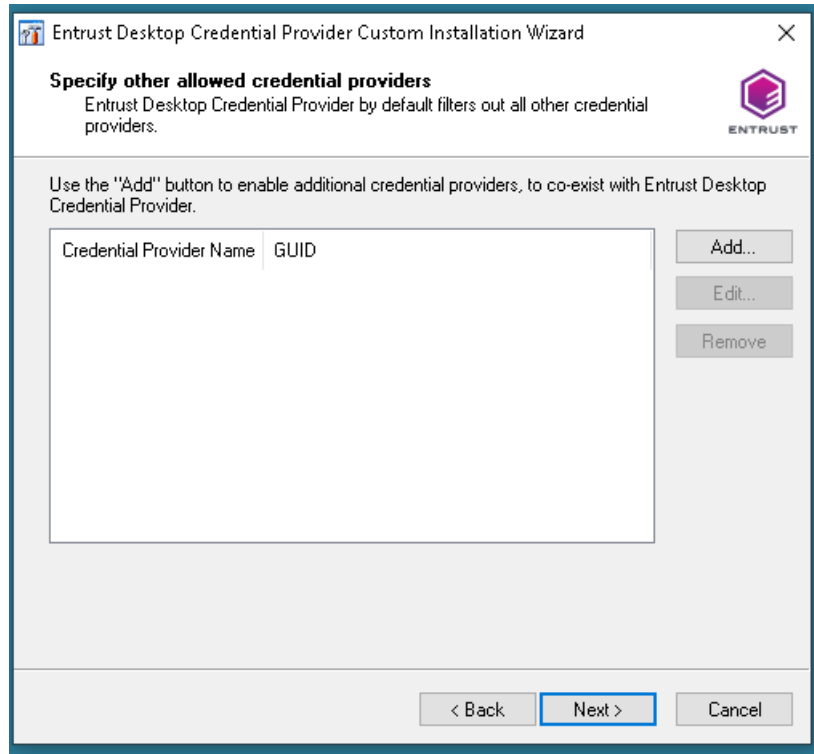 Entrust Desktop Credential Provider Custom Installation Wizard
Specify other allowed credential providers
Entrust Desktop Credential Provider by default filters out all other credential
providers.
ENTRUST
Use the "Add" button to enable additional credential providers, to co-exist with Entrust Desktop
Credential Provider.
Credential Provider Name GUID
Add...
Edit...
Remove
< Back Next > Cancel